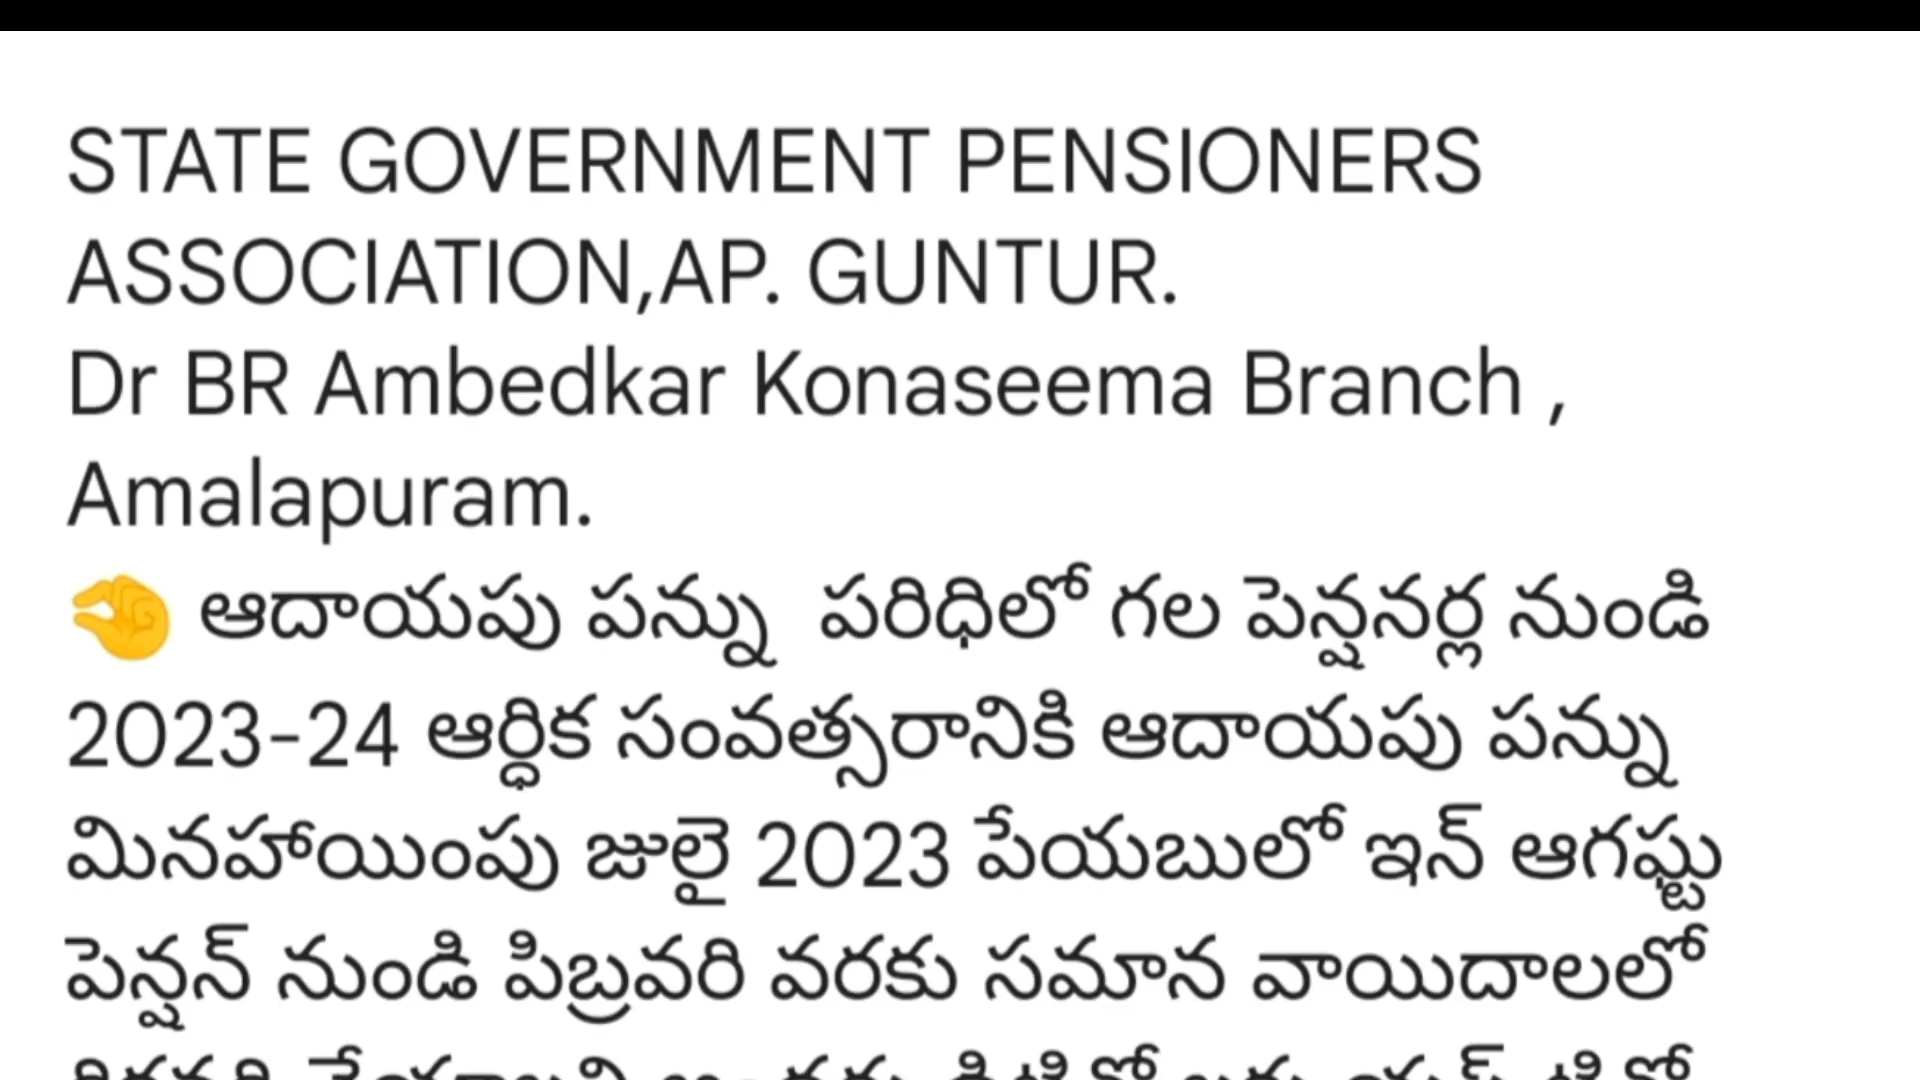 STATE GOVERNMENT PENSIONERS
ASSOCIATION,AP. GUNTUR.
Dr BR Ambedkar Konaseema Branch ,
Amalapuram.
🤏 ఆదాయపు పన్ను పరిధిలో గల పెన్షనర్ల నుండి
2023-24 ఆర్ధిక సంవత్సరానికి ఆదాయపు పన్ను
మినహాయింపు జులై 2023 పేయబులో ఇన్ ఆగష్టు
పెన్షన్ నుండి పిబ్రవరి వరకు సమాన వాయిదాలలో